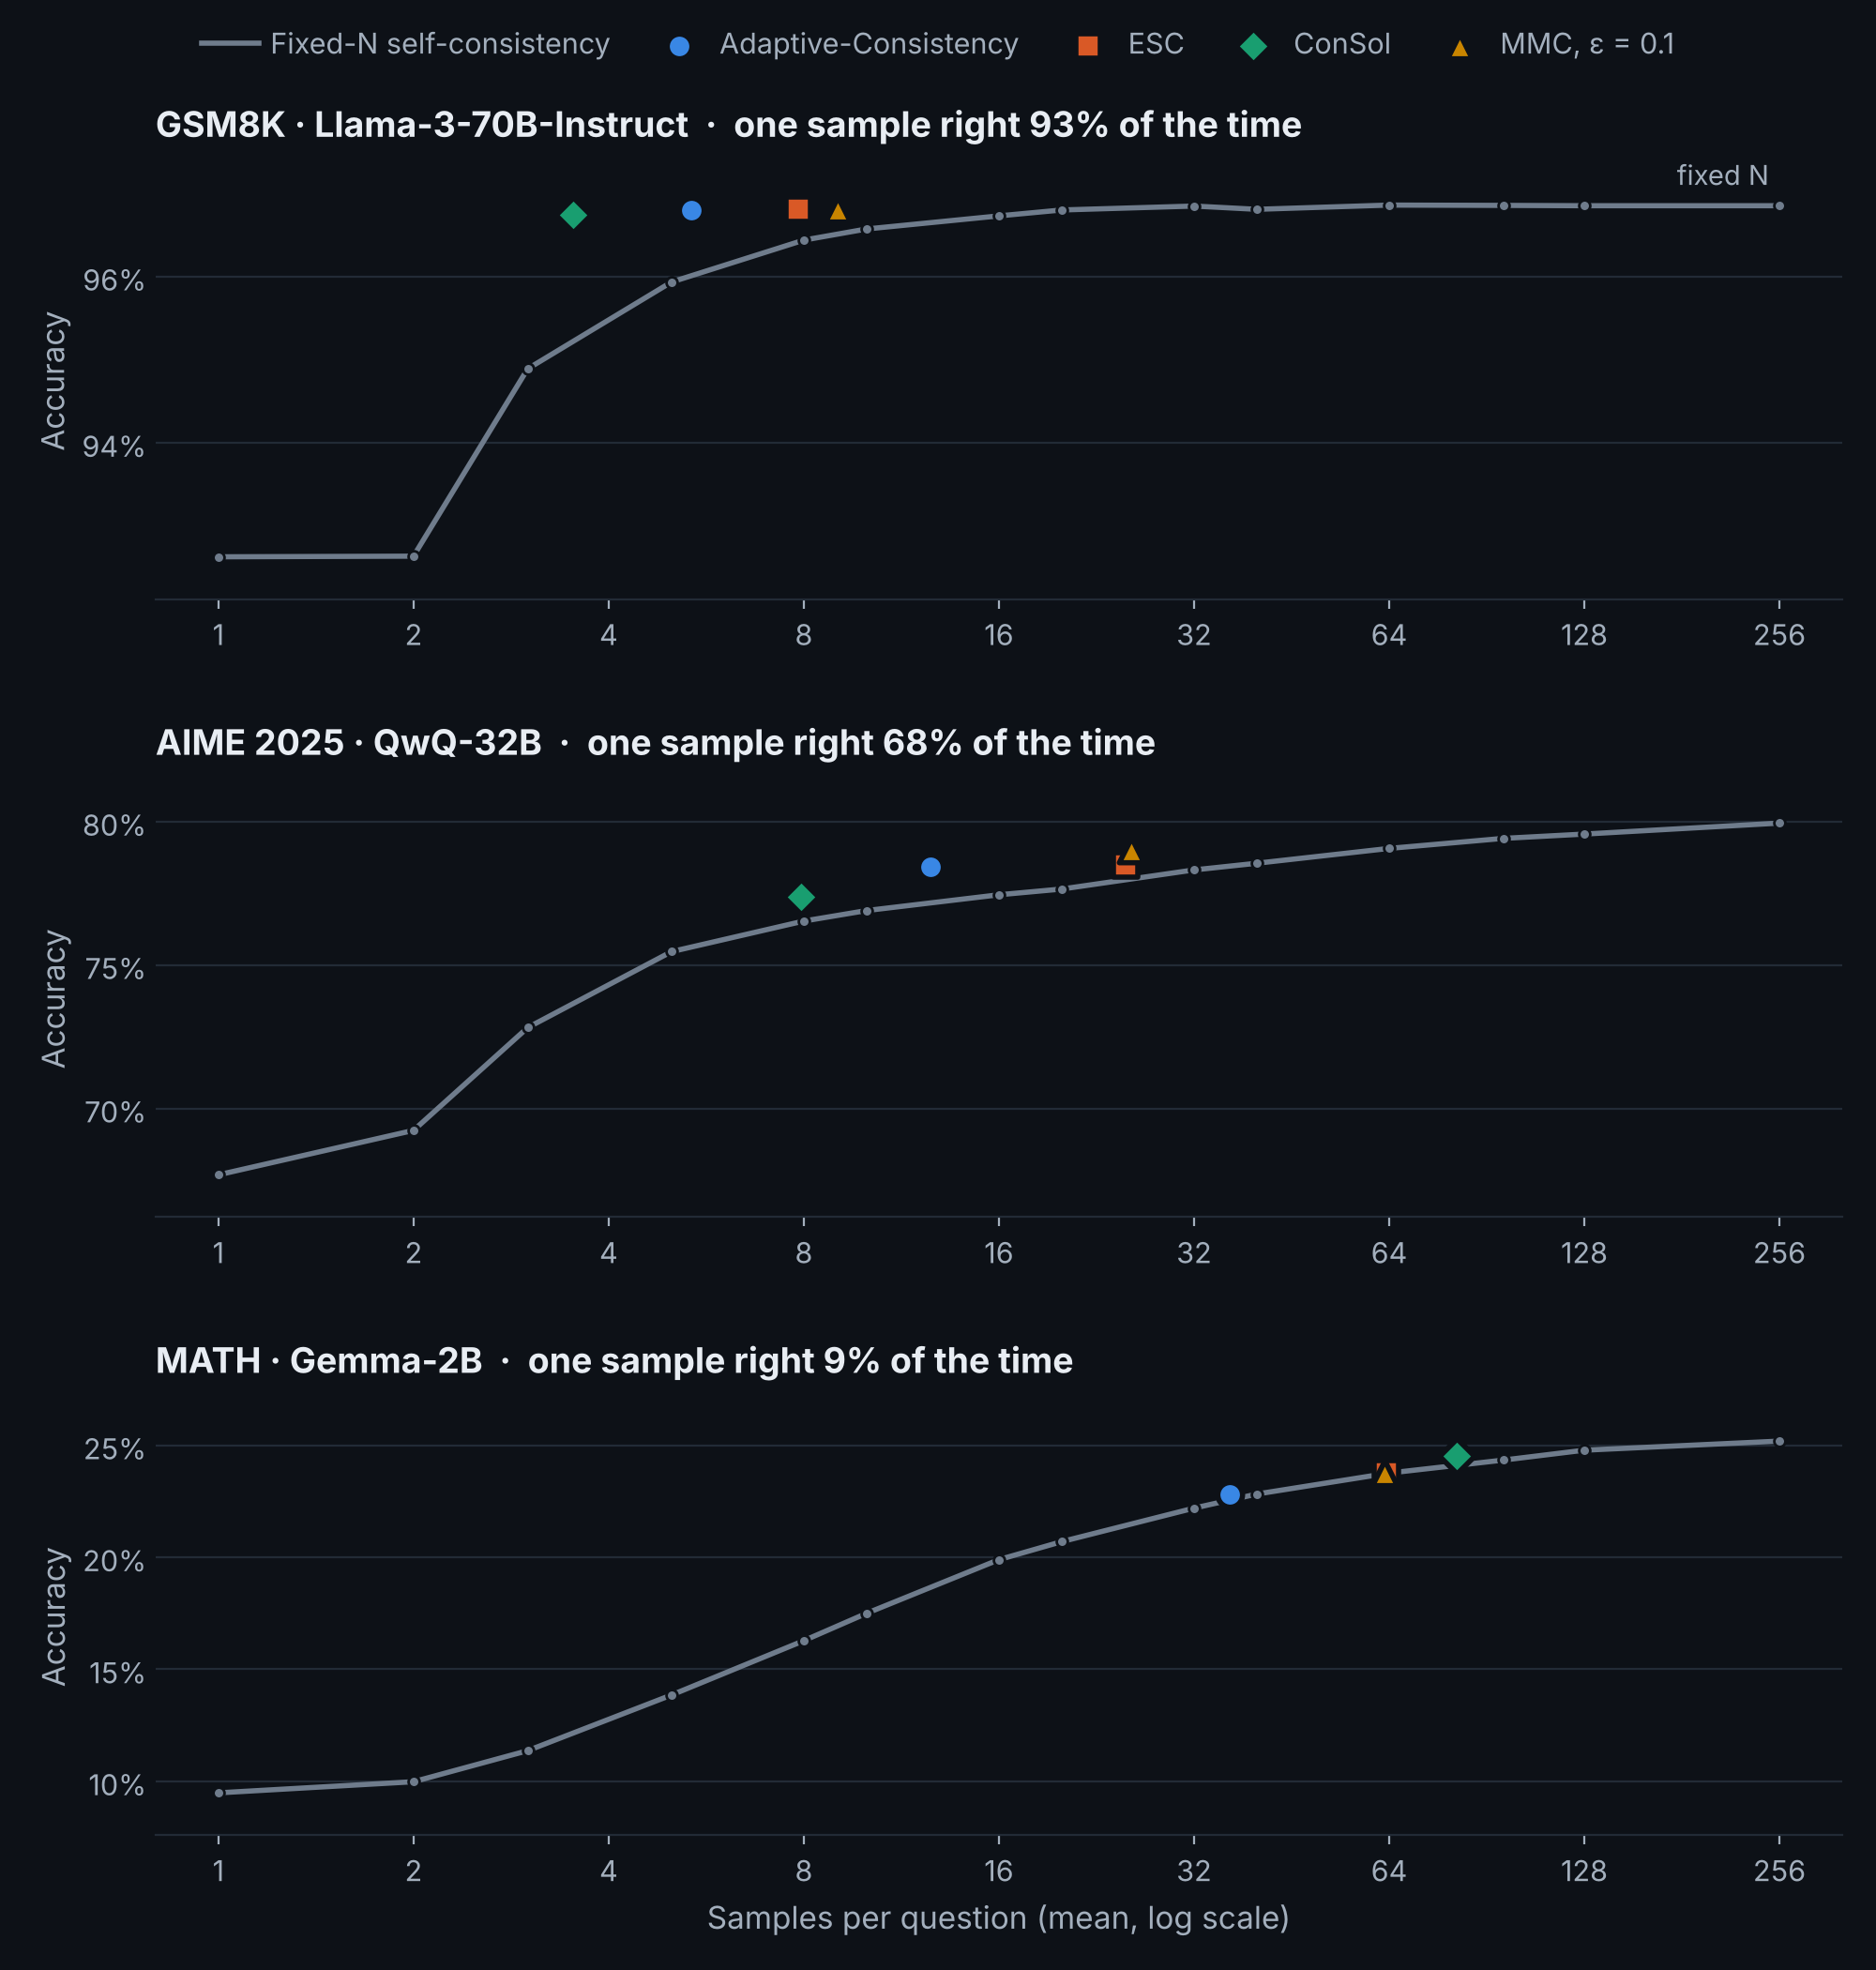 Fixed-N self-consistency Adaptive-Consistency ESC ConSol MMC, ε = 0.1
GSM8K · Llama-3-70B-Instruct · one sample right 93% of the time
fixed N
96%
94%
Accuracy
1 2 4 8 16 32 64 128 256
AIME 2025 · QwQ-32B · one sample right 68% of the time
80%
75%
70%
Accuracy
1 2 4 8 16 32 64 128 256
MATH · Gemma-2B · one sample right 9% of the time
25%
20%
15%
10%
Accuracy
1 2 4 8 16 32 64 128 256
Samples per question (mean, log scale)